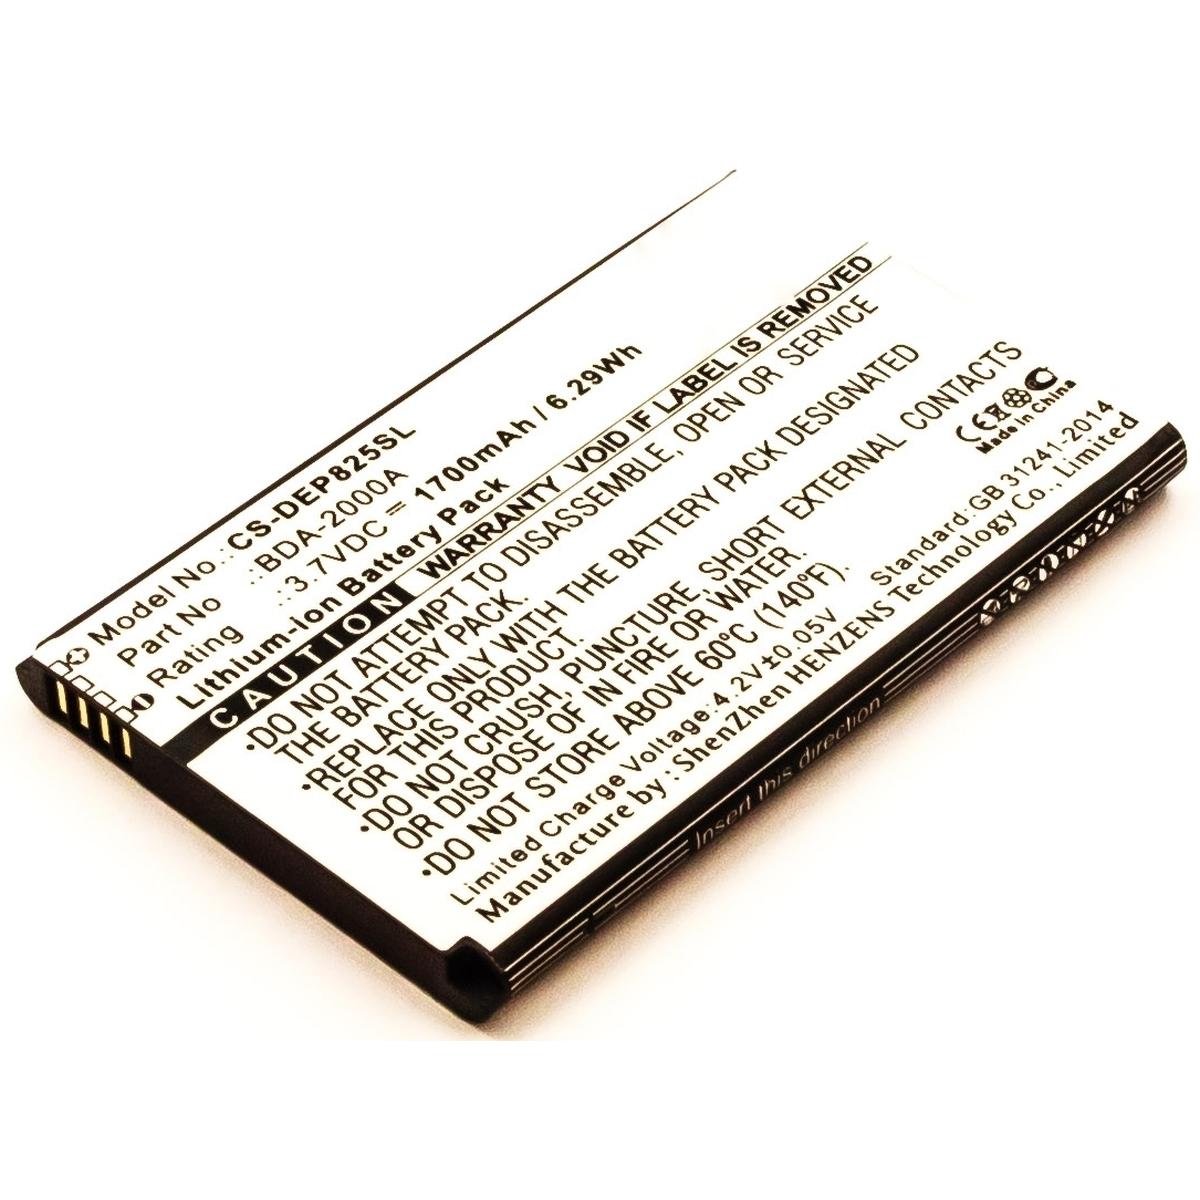 Model No.: CS-DEP825SL
Part No .: BDA-2000A
Rating .: 3.7VDC 1700mAh / 6.29Wh
Lithium-Ion Battery Pack
CAUTION WARRANTY VOID IF LABEL IS REMOVED
•DO NOT ATTEMPT TO DISASSEMBLE, OPEN OR SERVICE
THE BATTERY PACK.
•REPLACE ONLY WITH THE BATTERY PACK DESIGNATED
FOR THIS PRODUCT.
•DO NOT CRUSH, PUNCTURE, SHORT EXTERNAL CONTACTS
OR DISPOSE OF IN FIRE OR WATER.
•DO NOT STORE ABOVE 60°C (140°F).
CE
Made in China
Limited Charge Voltage:4.2V±0.05V Standard:GB 31241-2014
Manufacture by:ShenZhen HENZENS Technology Co., Limited
Insert this direction